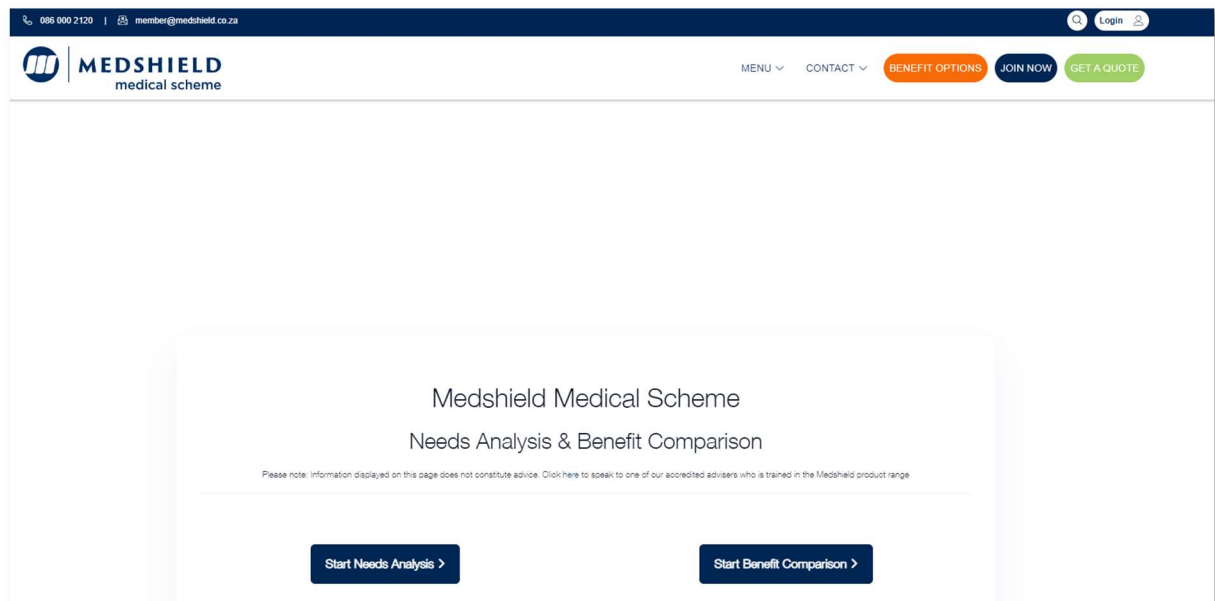 086 000 2120 | member@medshield.co.za Login
MEDSHIELD
medical scheme
MENU CONTACT BENEFIT OPTIONS JOIN NOW GET A QUOTE
Medshield Medical Scheme
Needs Analysis & Benefit Comparison
Please note: Information displayed on this page does not constitute advice. Click here to speak to one of our accredited advisers who is trained in the Medshield product range
Start Needs Analysis > Start Benefit Comparison >